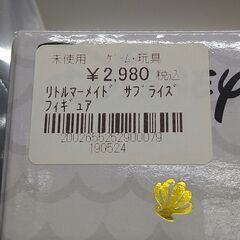 未使用 ゲーム・玩具
¥2,980 税込
リトルマーメイド サプライズ
フィギュア
2002655252900079
190524